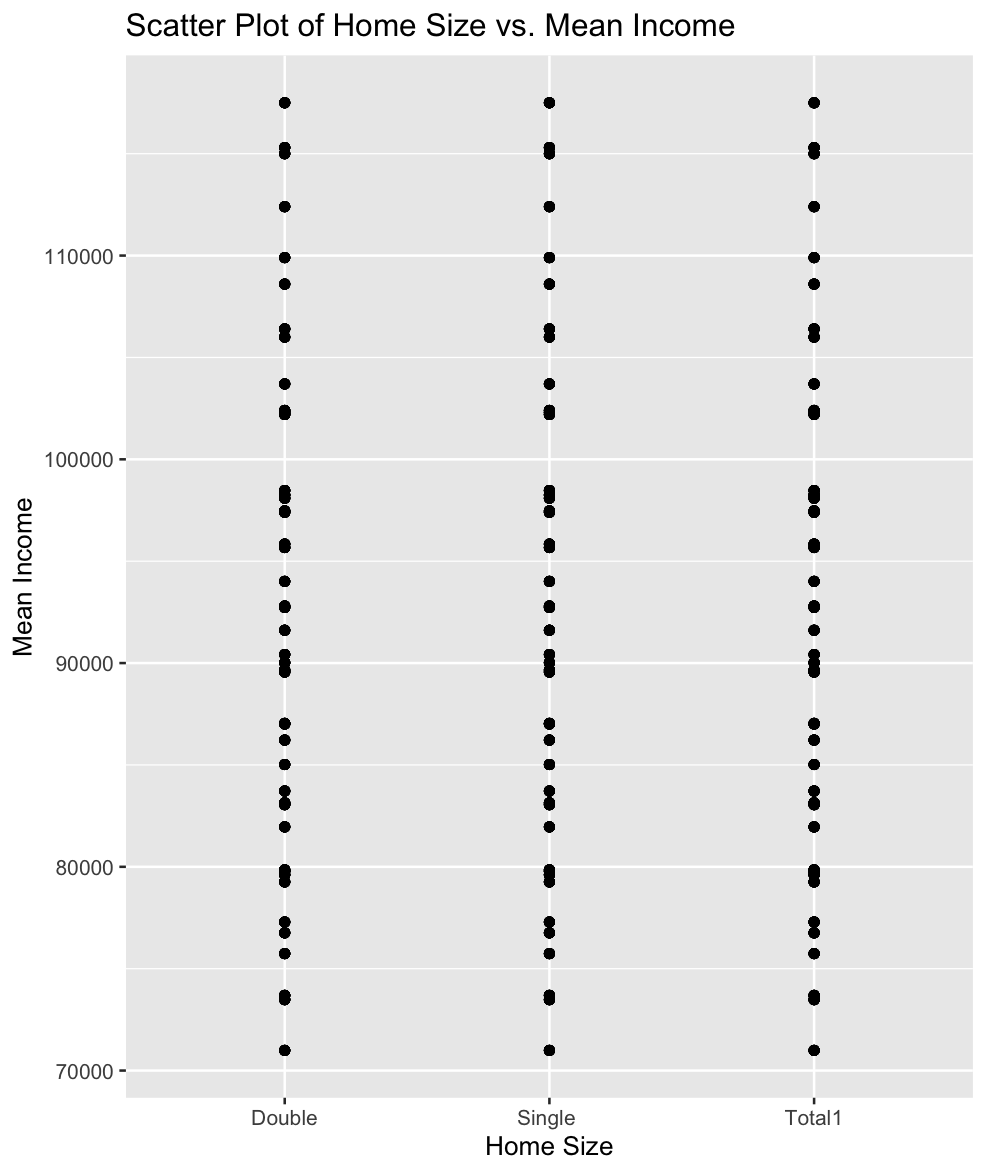 Scatter Plot of Home Size vs. Mean Income
110000
100000
90000
80000
70000
Mean Income
Double Single Total1
Home Size